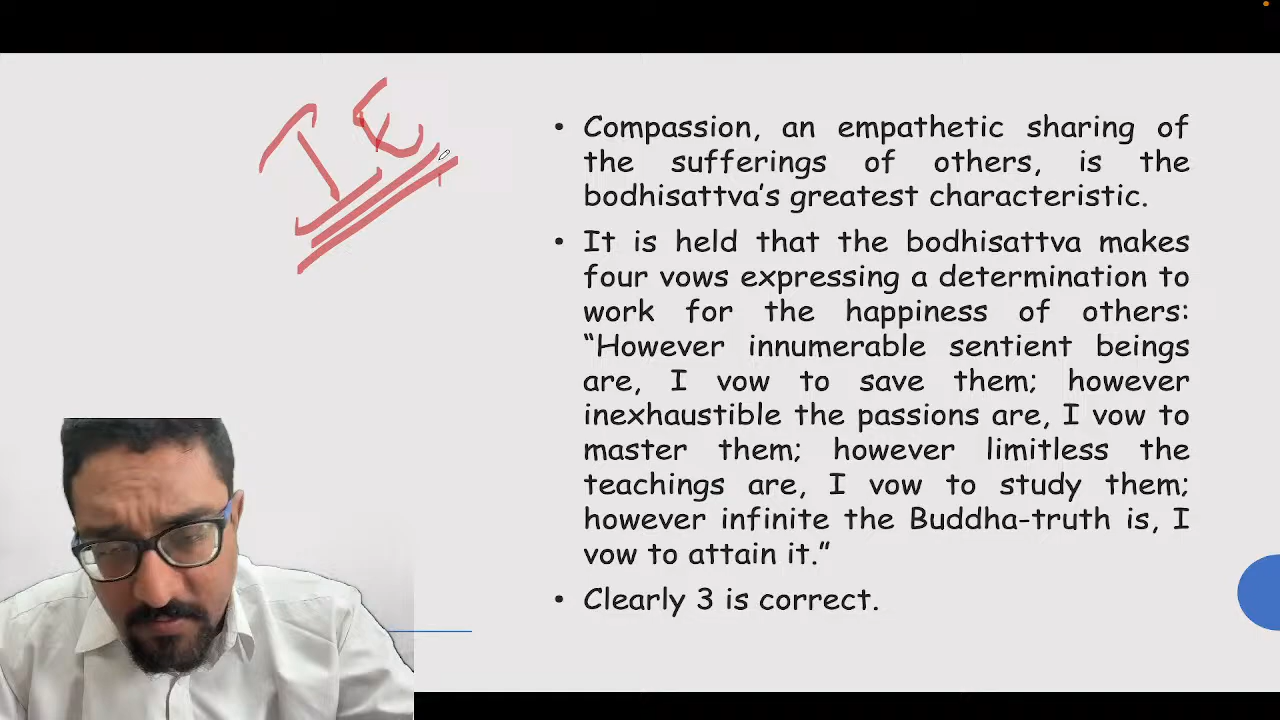 IE
• Compassion, an empathetic sharing of
the sufferings of others, is the
bodhisattva's greatest characteristic.
• It is held that the bodhisattva makes
four vows expressing a determination to
work for the happiness of others:
“However innumerable sentient beings
are, I vow to save them; however
inexhaustible the passions are, I vow to
master them; however limitless the
teachings are, I vow to study them;
however infinite the Buddha-truth is, I
vow to attain it.”
• Clearly 3 is correct.